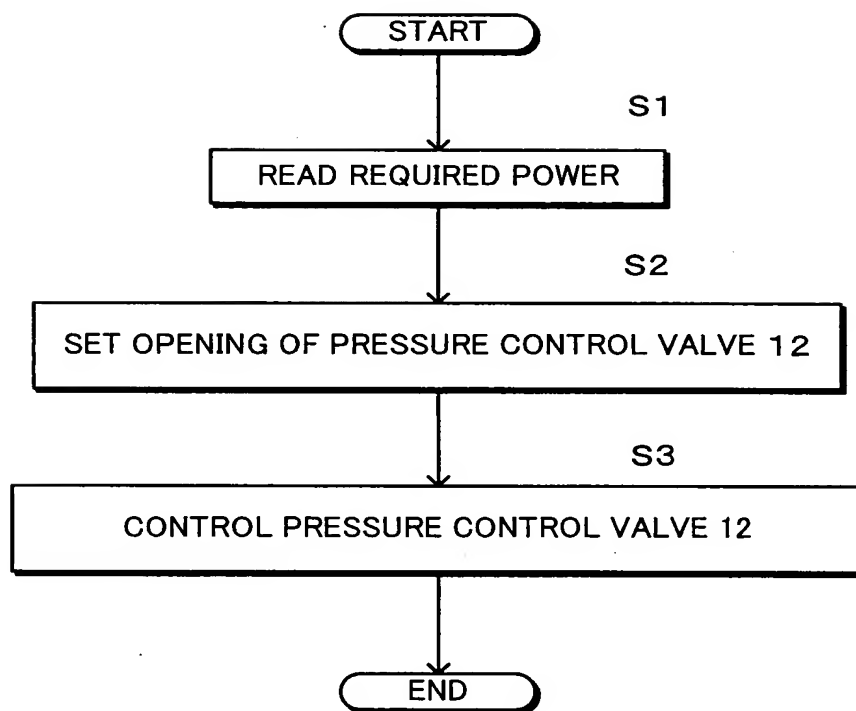 START
S1
READ REQUIRED POWER
S2
SET OPENING OF PRESSURE CONTROL VALVE 12
S3
CONTROL PRESSURE CONTROL VALVE 12
END